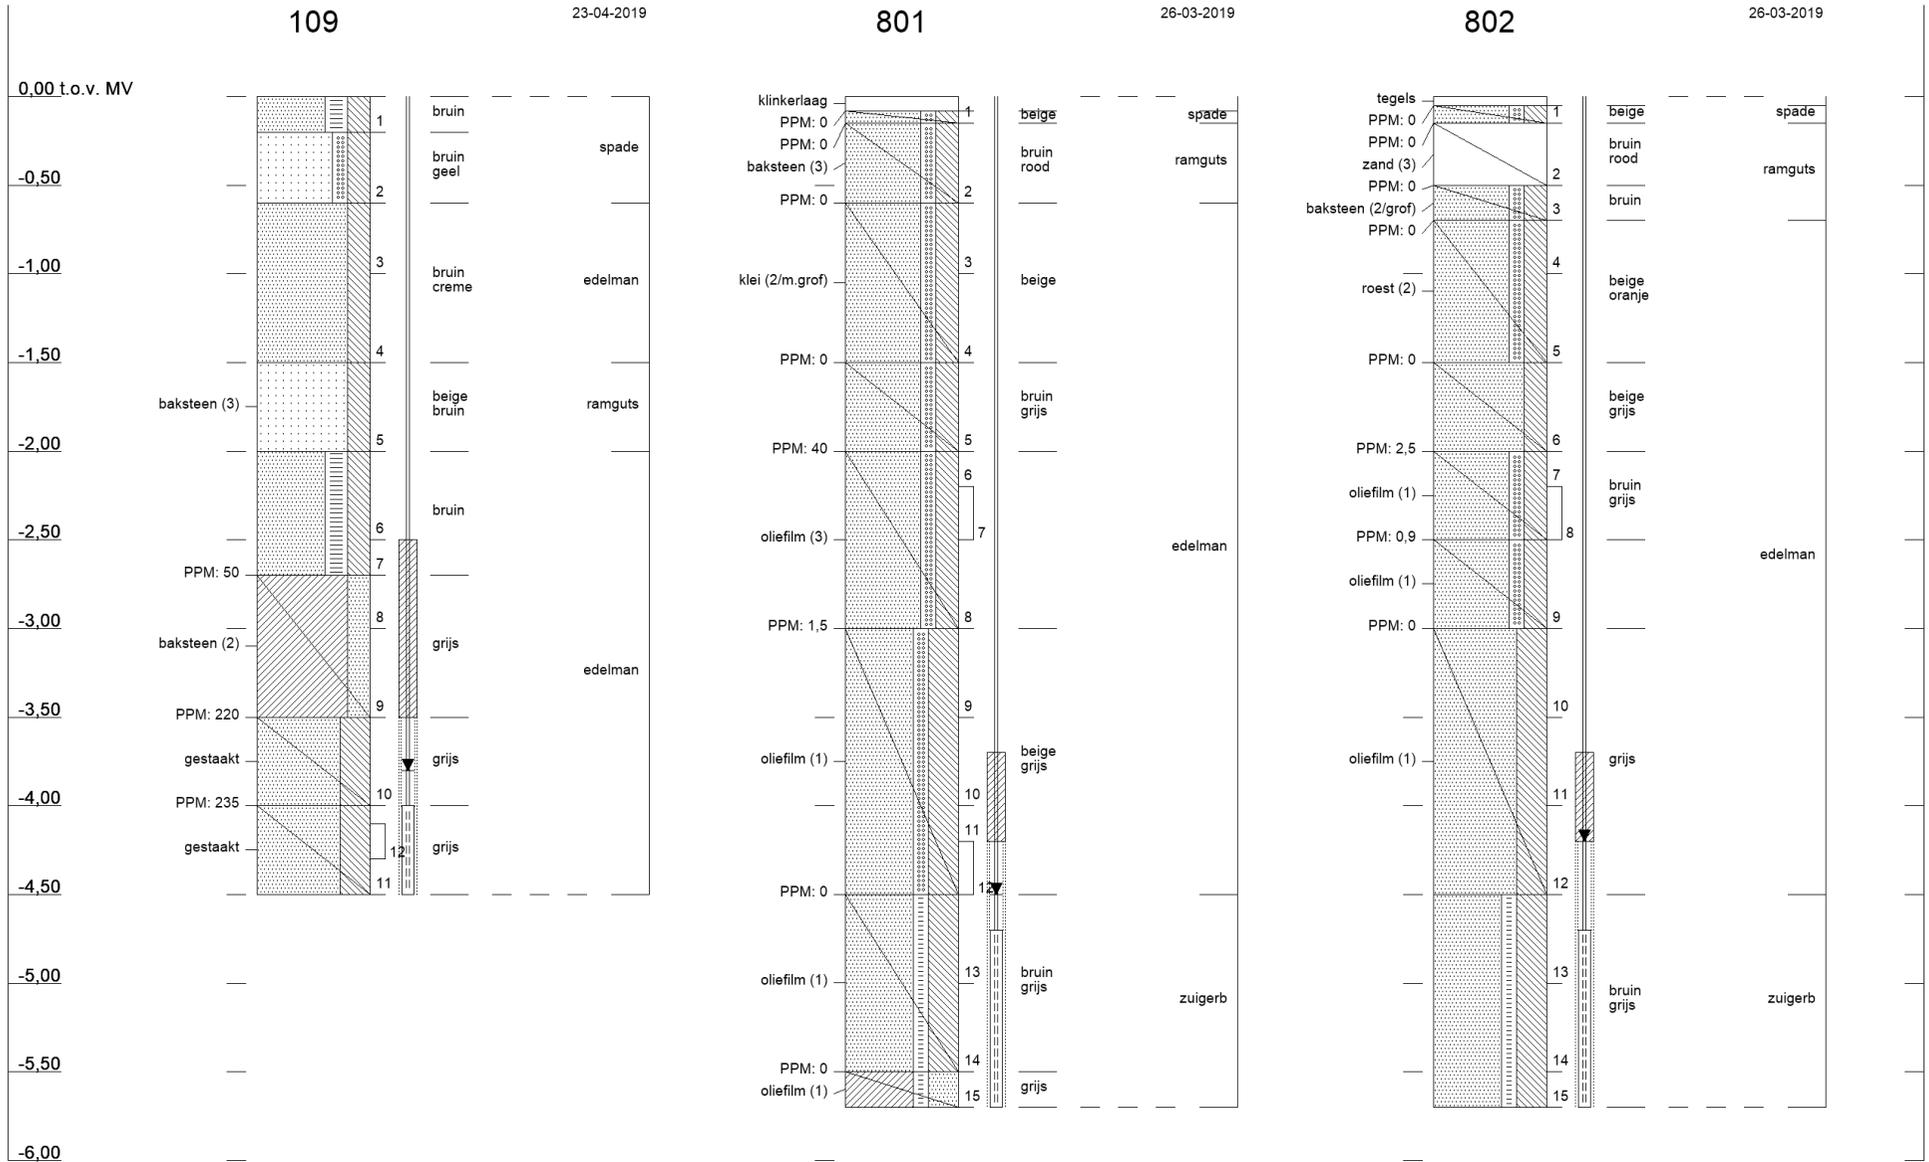 109
23-04-2019
801
26-03-2019
802
26-03-2019
0,00 t.o.v. MV
-0,50
-1,00
-1,50
-2,00
-2,50
-3,00
-3,50
-4,00
-4,50
-5,00
-5,50
-6,00
baksteen (3)
PPM: 50
baksteen (2)
PPM: 220
gestaakt
PPM: 235
gestaakt
1
2
3
4
5
6
7
8
9
10
12
11
bruin
bruin
geel
bruin
creme
beige
bruin
bruin
grijs
grijs
grijs
spade
edelman
ramguts
edelman
klinkerlaag
PPM: 0
PPM: 0
baksteen (3)
PPM: 0
klei (2/m.grof)
PPM: 0
PPM: 40
oliefilm (3)
PPM: 1,5
oliefilm (1)
PPM: 0
oliefilm (1)
PPM: 0
oliefilm (1)
1
2
3
4
5
6
7
8
9
10
11
12
13
14
15
beige
bruin
rood
beige
bruin
grijs
beige
grijs
bruin
grijs
grijs
spade
ramguts
edelman
zuigerb
tegels
PPM: 0
PPM: 0
zand (3)
PPM: 0
baksteen (2/grof)
PPM: 0
roest (2)
PPM: 0
PPM: 2,5
oliefilm (1)
PPM: 0,9
oliefilm (1)
PPM: 0
oliefilm (1)
1
2
3
4
5
6
7
8
9
10
11
12
13
14
15
beige
bruin
rood
bruin
beige
oranje
beige
grijs
bruin
grijs
grijs
bruin
grijs
spade
ramguts
edelman
zuigerb